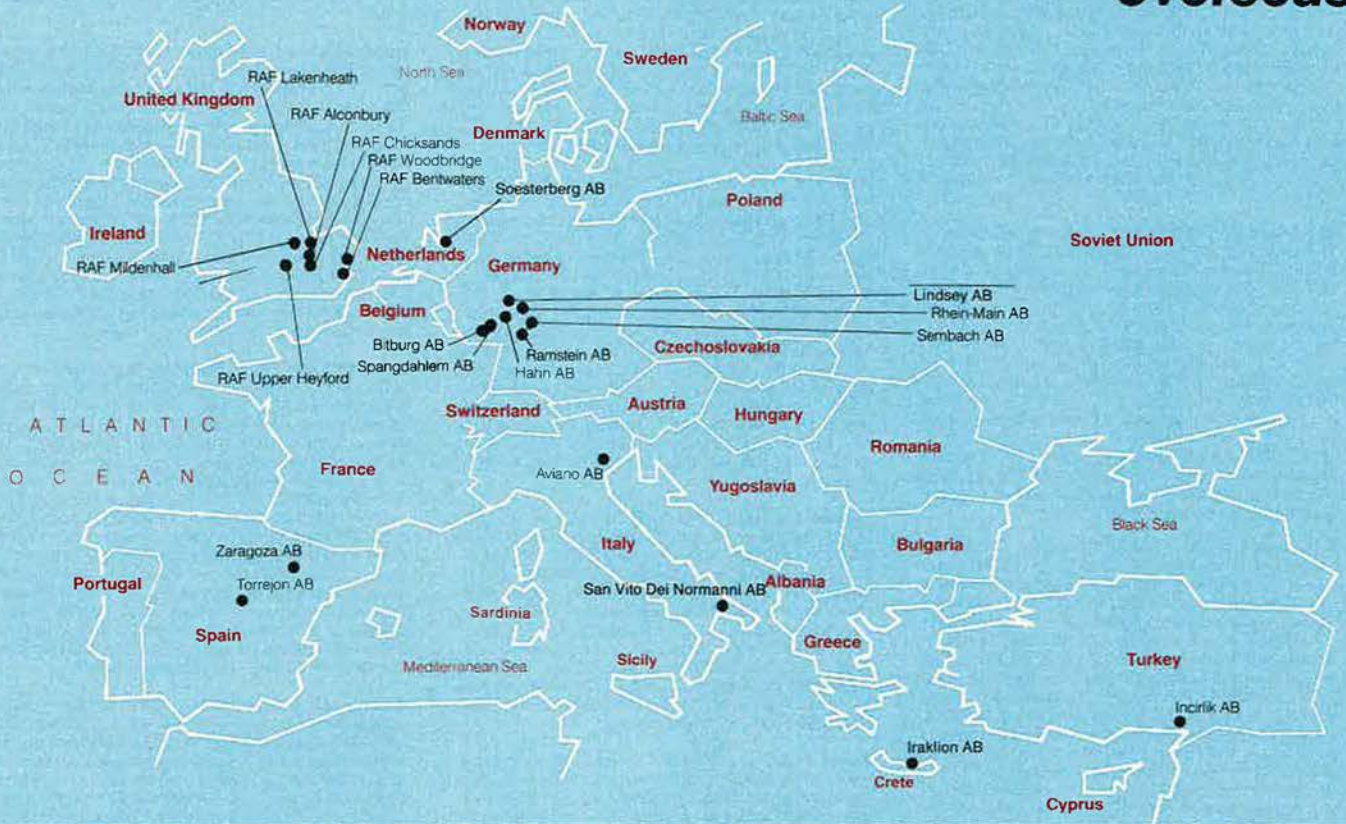 Norway
Sweden
North Sea
RAF Lakenheath
United Kingdom
RAF Alconbury
Baltic Sea
Denmark
RAF Chicksands
RAF Woodbridge
RAF Bentwaters
Soesterberg AB
Poland
Ireland
Soviet Union
Netherlands
RAF Mildenhall
Germany
Lindsey AB
Belgium
Rhein-Main AB
Sembach AB
Bitburg AB
Czechoslovakia
Ramstein AB
Spangdahlem AB
Hahn AB
RAF Upper Heyford
Switzerland
Austria
Hungary
ATLANTIC
OCEAN
Romania
France
Aviano AB
Yugoslavia
Black Sea
Italy
Bulgaria
Zaragoza AB
Portugal
Torrejon AB
Albania
San Vito Dei Normanni AB
Sardinia
Spain
Greece
Mediterranean Sea
Sicily
Turkey
Incirlik AB
Iraklion AB
Crete
Cyprus